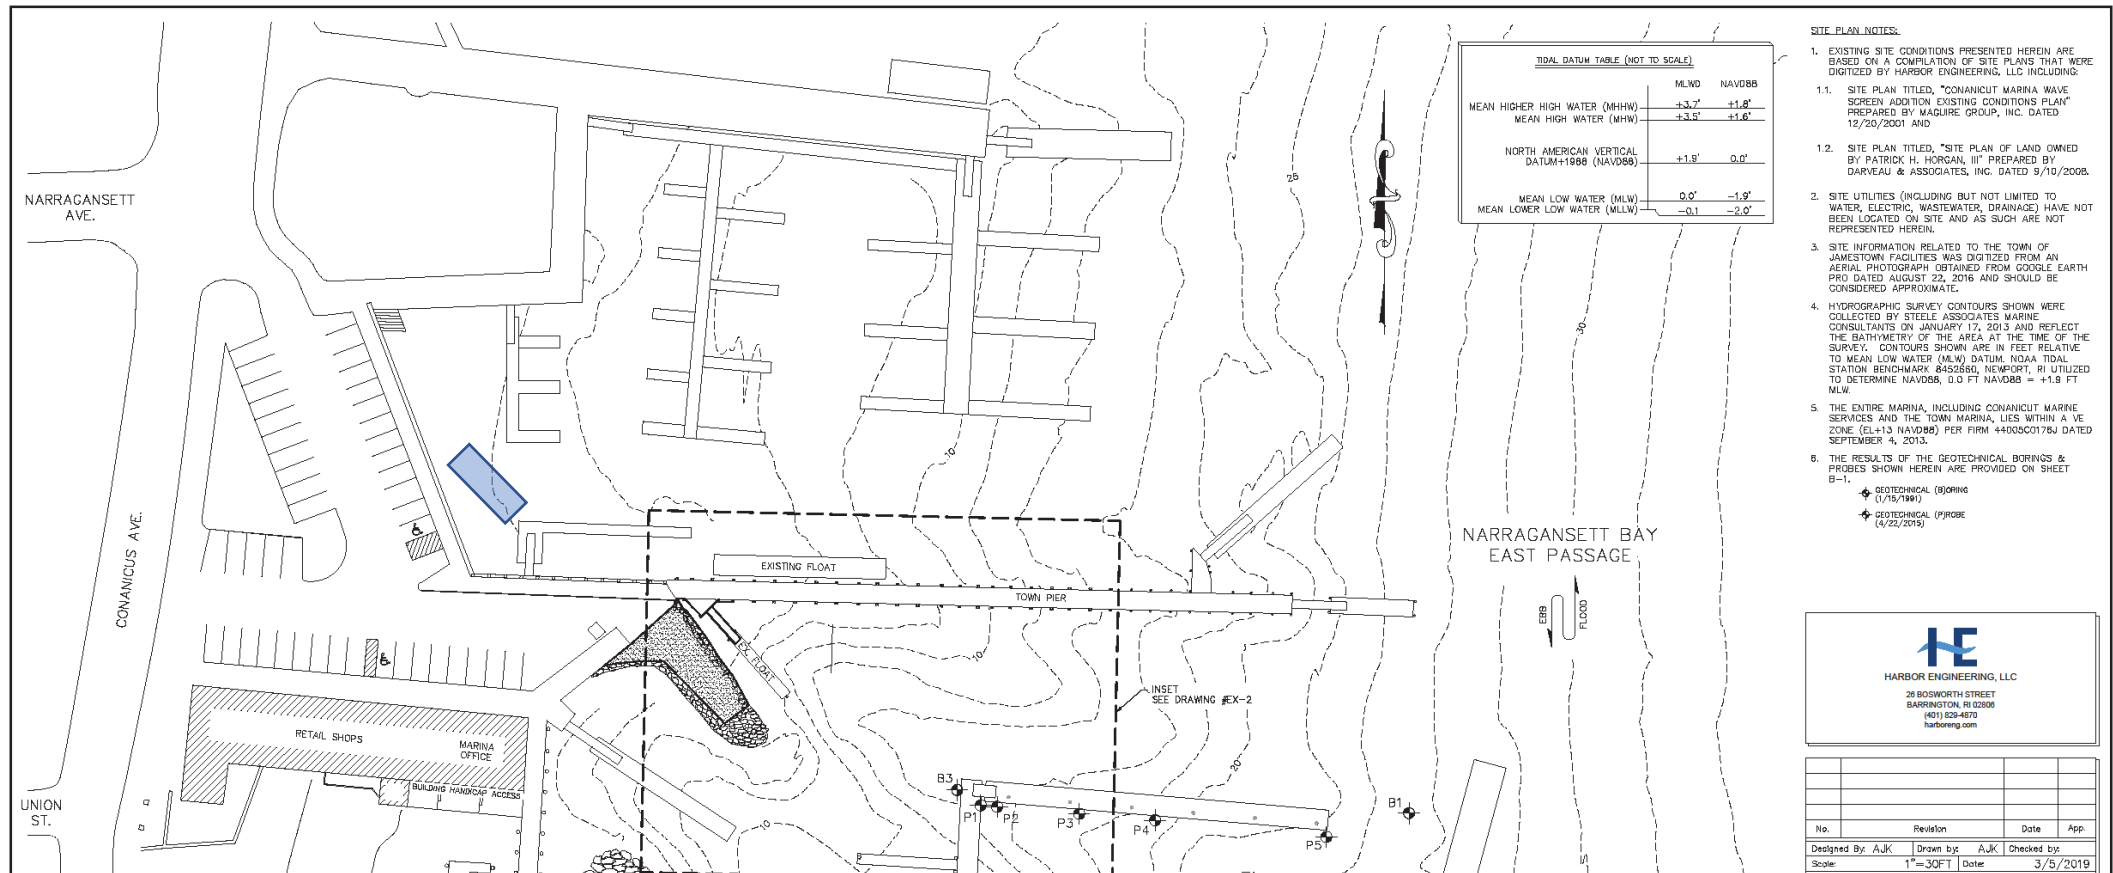 SITE PLAN NOTES:
1. EXISTING SITE CONDITIONS PRESENTED HEREIN ARE
BASED ON A COMPILATION OF SITE PLANS THAT WERE
DIGITIZED BY HARBOR ENGINEERING, LLC INCLUDING:
1.1. SITE PLAN TITLED, "CONANICUT MARINA WAVE
SCREEN ADDITION EXISTING CONDITIONS PLAN"
PREPARED BY MAGUIRE GROUP, INC. DATED
12/20/2001 AND
1.2. SITE PLAN TITLED, "SITE PLAN OF LAND OWNED
BY PATRICK H. HORGAN, III" PREPARED BY
DARVEAU & ASSOCIATES, INC. DATED 9/10/2008.
2. SITE UTILITIES (INCLUDING BUT NOT LIMITED TO
WATER, ELECTRIC, WASTEWATER, DRAINAGE) HAVE NOT
BEEN LOCATED ON SITE AND AS SUCH ARE NOT
REPRESENTED HEREIN.
3. SITE INFORMATION RELATED TO THE TOWN OF
JAMESTOWN FACILITIES WAS DIGITIZED FROM AN
AERIAL PHOTOGRAPH OBTAINED FROM GOOGLE EARTH
PRO DATED AUGUST 22, 2016 AND SHOULD BE
CONSIDERED APPROXIMATE.
4. HYDROGRAPHIC SURVEY CONTOURS SHOWN WERE
COLLECTED BY STEELE ASSOCIATES MARINE
CONSULTANTS ON JANUARY 17, 2013 AND REFLECT
THE BATHYMETRY OF THE AREA AT THE TIME OF THE
SURVEY. CONTOURS SHOWN ARE IN FEET RELATIVE
TO MEAN LOW WATER (MLW) DATUM. NOAA TIDAL
STATION BENCHMARK 8452660, NEWPORT, RI UTILIZED
TO DETERMINE NAVD88, 0.0 FT NAVD88 = +1.9 FT
MLW.
5. THE ENTIRE MARINA, INCLUDING CONANICUT MARINE
SERVICES AND THE TOWN MARINA, LIES WITHIN A VE
ZONE (EL+13 NAVD88) PER FIRM 44005C0178J DATED
SEPTEMBER 4, 2013.
6. THE RESULTS OF THE GEOTECHNICAL BORINGS &
PROBES SHOWN HEREIN ARE PROVIDED ON SHEET
B-1.
GEOTECHNICAL (B)ORING
(1/15/1991)
GEOTECHNICAL (P)ROBE
(4/22/2015)
TIDAL DATUM TABLE (NOT TO SCALE)
MLWD NAVD88
MEAN HIGHER HIGH WATER (MHHW) +3.7' +1.8'
MEAN HIGH WATER (MHW) +3.5' +1.6'
NORTH AMERICAN VERTICAL
DATUM+1988 (NAVD88) +1.9' 0.0'
MEAN LOW WATER (MLW) 0.0' -1.9'
MEAN LOWER LOW WATER (MLLW) -0.1 -2.0'
NARRAGANSETT
AVE.
CONANICUS AVE.
UNION
ST.
25
30
10
EXISTING FLOAT
TOWN PIER
EX. FLOAT
10
NARRAGANSETT BAY
EAST PASSAGE
EBB
FLOOD
INSET
SEE DRAWING #EX-2
RETAIL SHOPS
MARINA
OFFICE
BUILDING HANDICAP ACCESS
20
10
B3
P1
P2
P3
P4
P5
B1
HE
HARBOR ENGINEERING, LLC
26 BOSWORTH STREET
BARRINGTON, RI 02806
(401) 829-4870
harboreng.com
No. Revision Date App.
Designed By: AJK Drawn by: AJK Checked by:
Scale: 1"=30FT Date: 3/5/2019